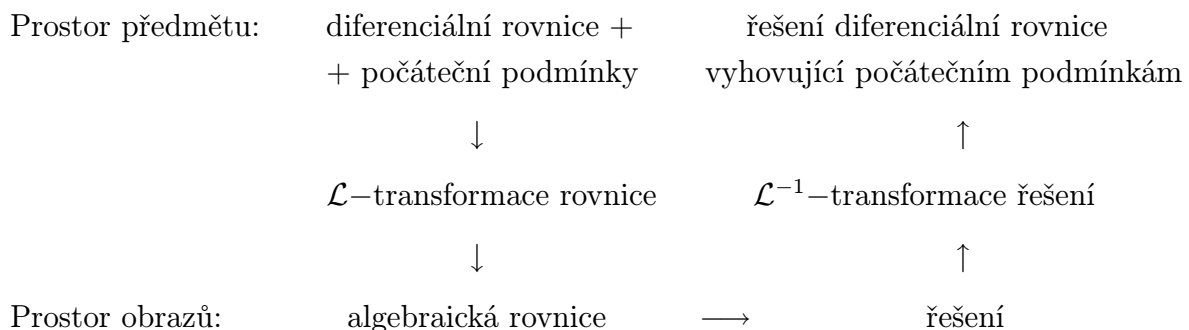 Prostor předmětu: diferenciální rovnice + řešení diferenciální rovnice
+ počáteční podmínky vyhovující počátečním podmínkám
↓ ↑
ℒ−transformace rovnice ℒ⁻¹−transformace řešení
↓ ↑
Prostor obrazů: algebraická rovnice ⟶ řešení